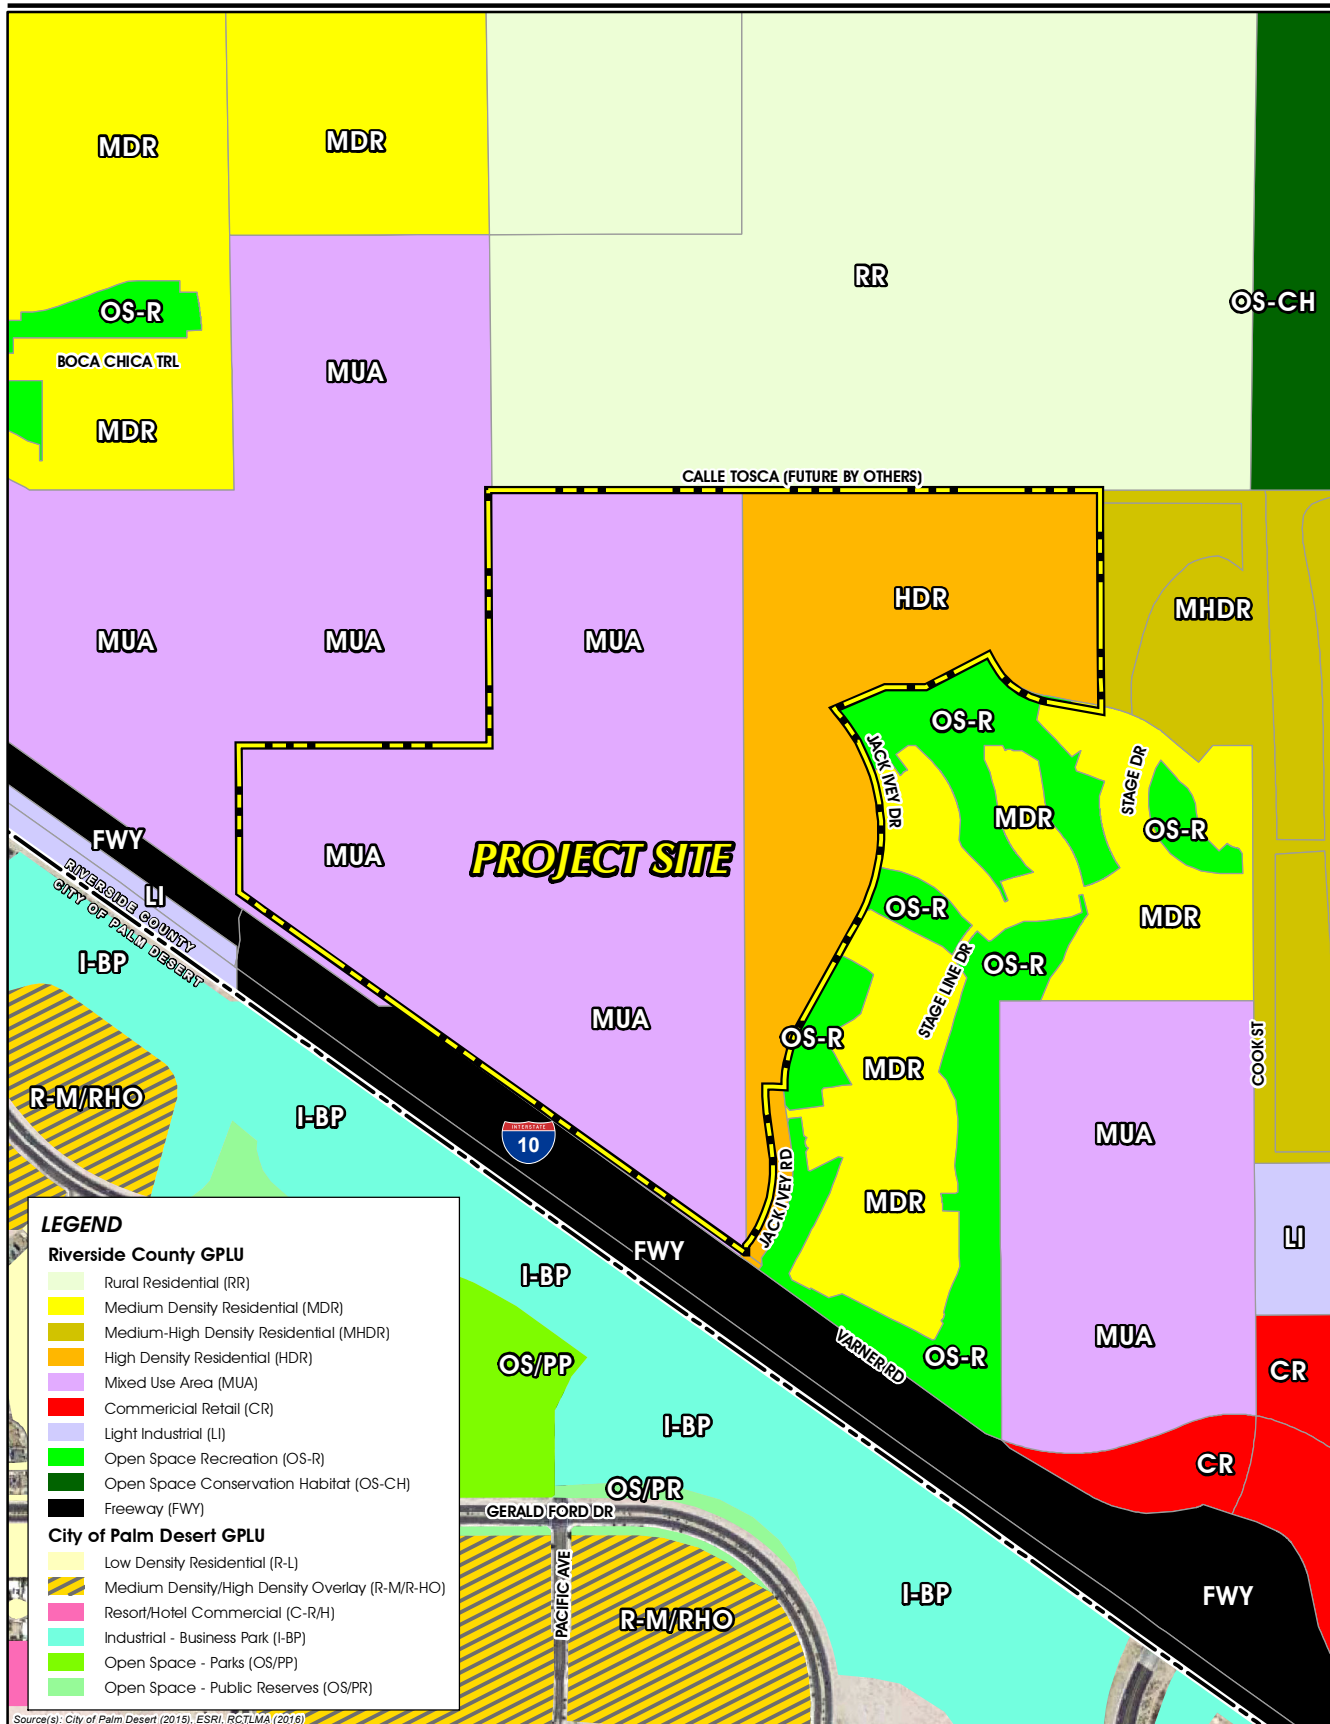 MDR
MDR
RR
OS-CH
OS-R
BOCA CHICA TRL
MUA
MDR
CALLE TOSCA (FUTURE BY OTHERS)
HDR
MHDR
MUA
MUA
MUA
OS-R
JACK IVEY DR
STAGE DR
MDR
OS-R
FWY
MUA
PROJECT SITE
LI
RIVERSIDE COUNTY
CITY OF PALM DESERT
I-BP
OS-R
MDR
STAGE LINE DR
OS-R
MUA
OS-R
MDR
COOK ST
R-M/RHO
I-BP
INTERSTATE
10
MUA
JACK IVEY RD
MDR
LI
FWY
I-BP
VARNER RD
MUA
OS-R
OS/PP
CR
I-BP
CR
OS/PR
GERALD FORD DR
PACIFIC AVE
R-M/RHO
I-BP
FWY
LEGEND
Riverside County GPLU
Rural Residential (RR)
Medium Density Residential (MDR)
Medium-High Density Residential (MHDR)
High Density Residential (HDR)
Mixed Use Area (MUA)
Commericial Retail (CR)
Light Industrial (LI)
Open Space Recreation (OS-R)
Open Space Conservation Habitat (OS-CH)
Freeway (FWY)
City of Palm Desert GPLU
Low Density Residential (R-L)
Medium Density/High Density Overlay (R-M/R-HO)
Resort/Hotel Commercial (C-R/H)
Industrial - Business Park (I-BP)
Open Space - Parks (OS/PP)
Open Space - Public Reserves (OS/PR)
Source(s): City of Palm Desert (2015), ESRI, RCTLMA (2016)